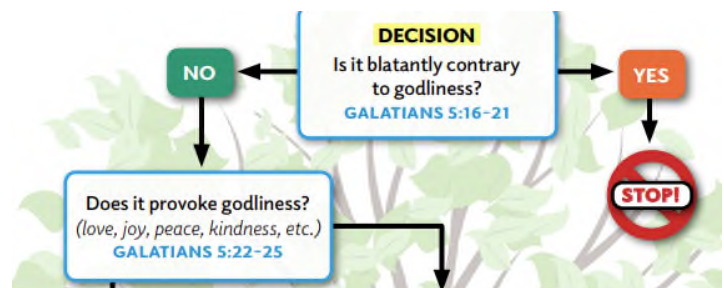 DECISION
Is it blatantly contrary
to godliness?
GALATIANS 5:16–21
NO
YES
STOP!
Does it provoke godliness?
(love, joy, peace, kindness, etc.)
GALATIANS 5:22–25